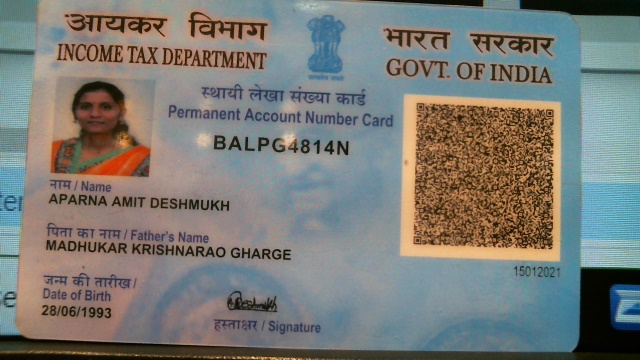 आयकर विभाग
INCOME TAX DEPARTMENT
भारत सरकार
GOVT. OF INDIA
स्थायी लेखा संख्या कार्ड
Permanent Account Number Card
BALPG4814N
नाम / Name
APARNA AMIT DESHMUKH
पिता का नाम / Father's Name
MADHUKAR KRISHNARAO GHARGE
जन्म की तारीख /
Date of Birth
28/06/1993
हस्ताक्षर / Signature
15012021